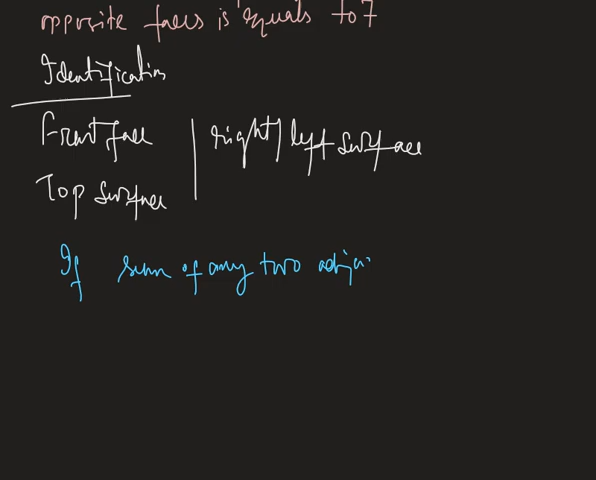 opposite faces is equals to 7
Identification
Front face | right/left surface
Top surface
If sum of any two adja